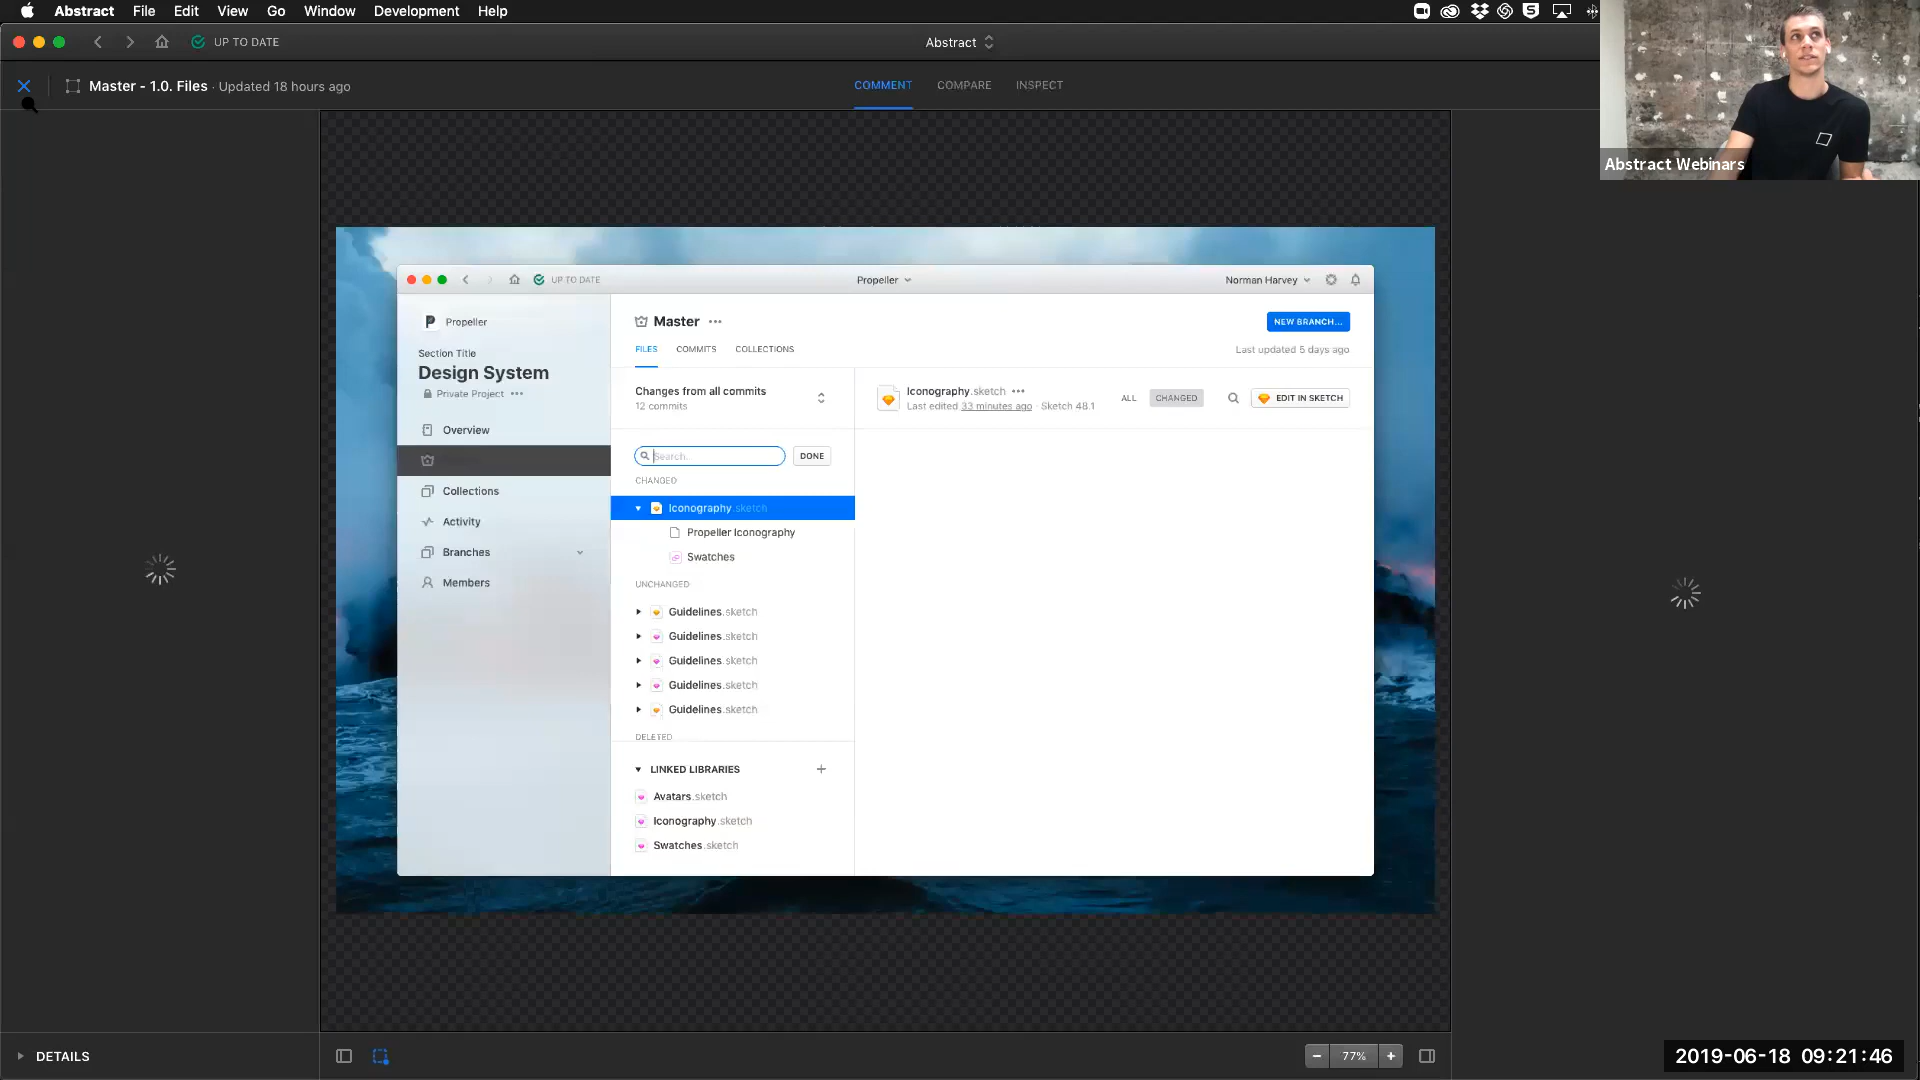 Abstract File Edit View Go Window Development Help
UP TO DATE
Abstract
Master - 1.0. Files · Updated 18 hours ago
COMMENT COMPARE INSPECT
Abstract Webinars
UP TO DATE
Propeller
Norman Harvey
Propeller
Section Title
Design System
Private Project •••
Overview
Collections
Activity
Branches
Members
Master •••
NEW BRANCH...
FILES COMMITS COLLECTIONS
Last updated 5 days ago
Changes from all commits
12 commits
Iconography.sketch •••
Last edited 33 minutes ago · Sketch 48.1
ALL CHANGED
EDIT IN SKETCH
Search..
DONE
CHANGED
Iconography.sketch
Propeller Iconography
Swatches
UNCHANGED
Guidelines.sketch
Guidelines.sketch
Guidelines.sketch
Guidelines.sketch
Guidelines.sketch
DELETED
LINKED LIBRARIES +
Avatars.sketch
Iconography.sketch
Swatches.sketch
DETAILS
- 77% +
2019-06-18 09:21:46